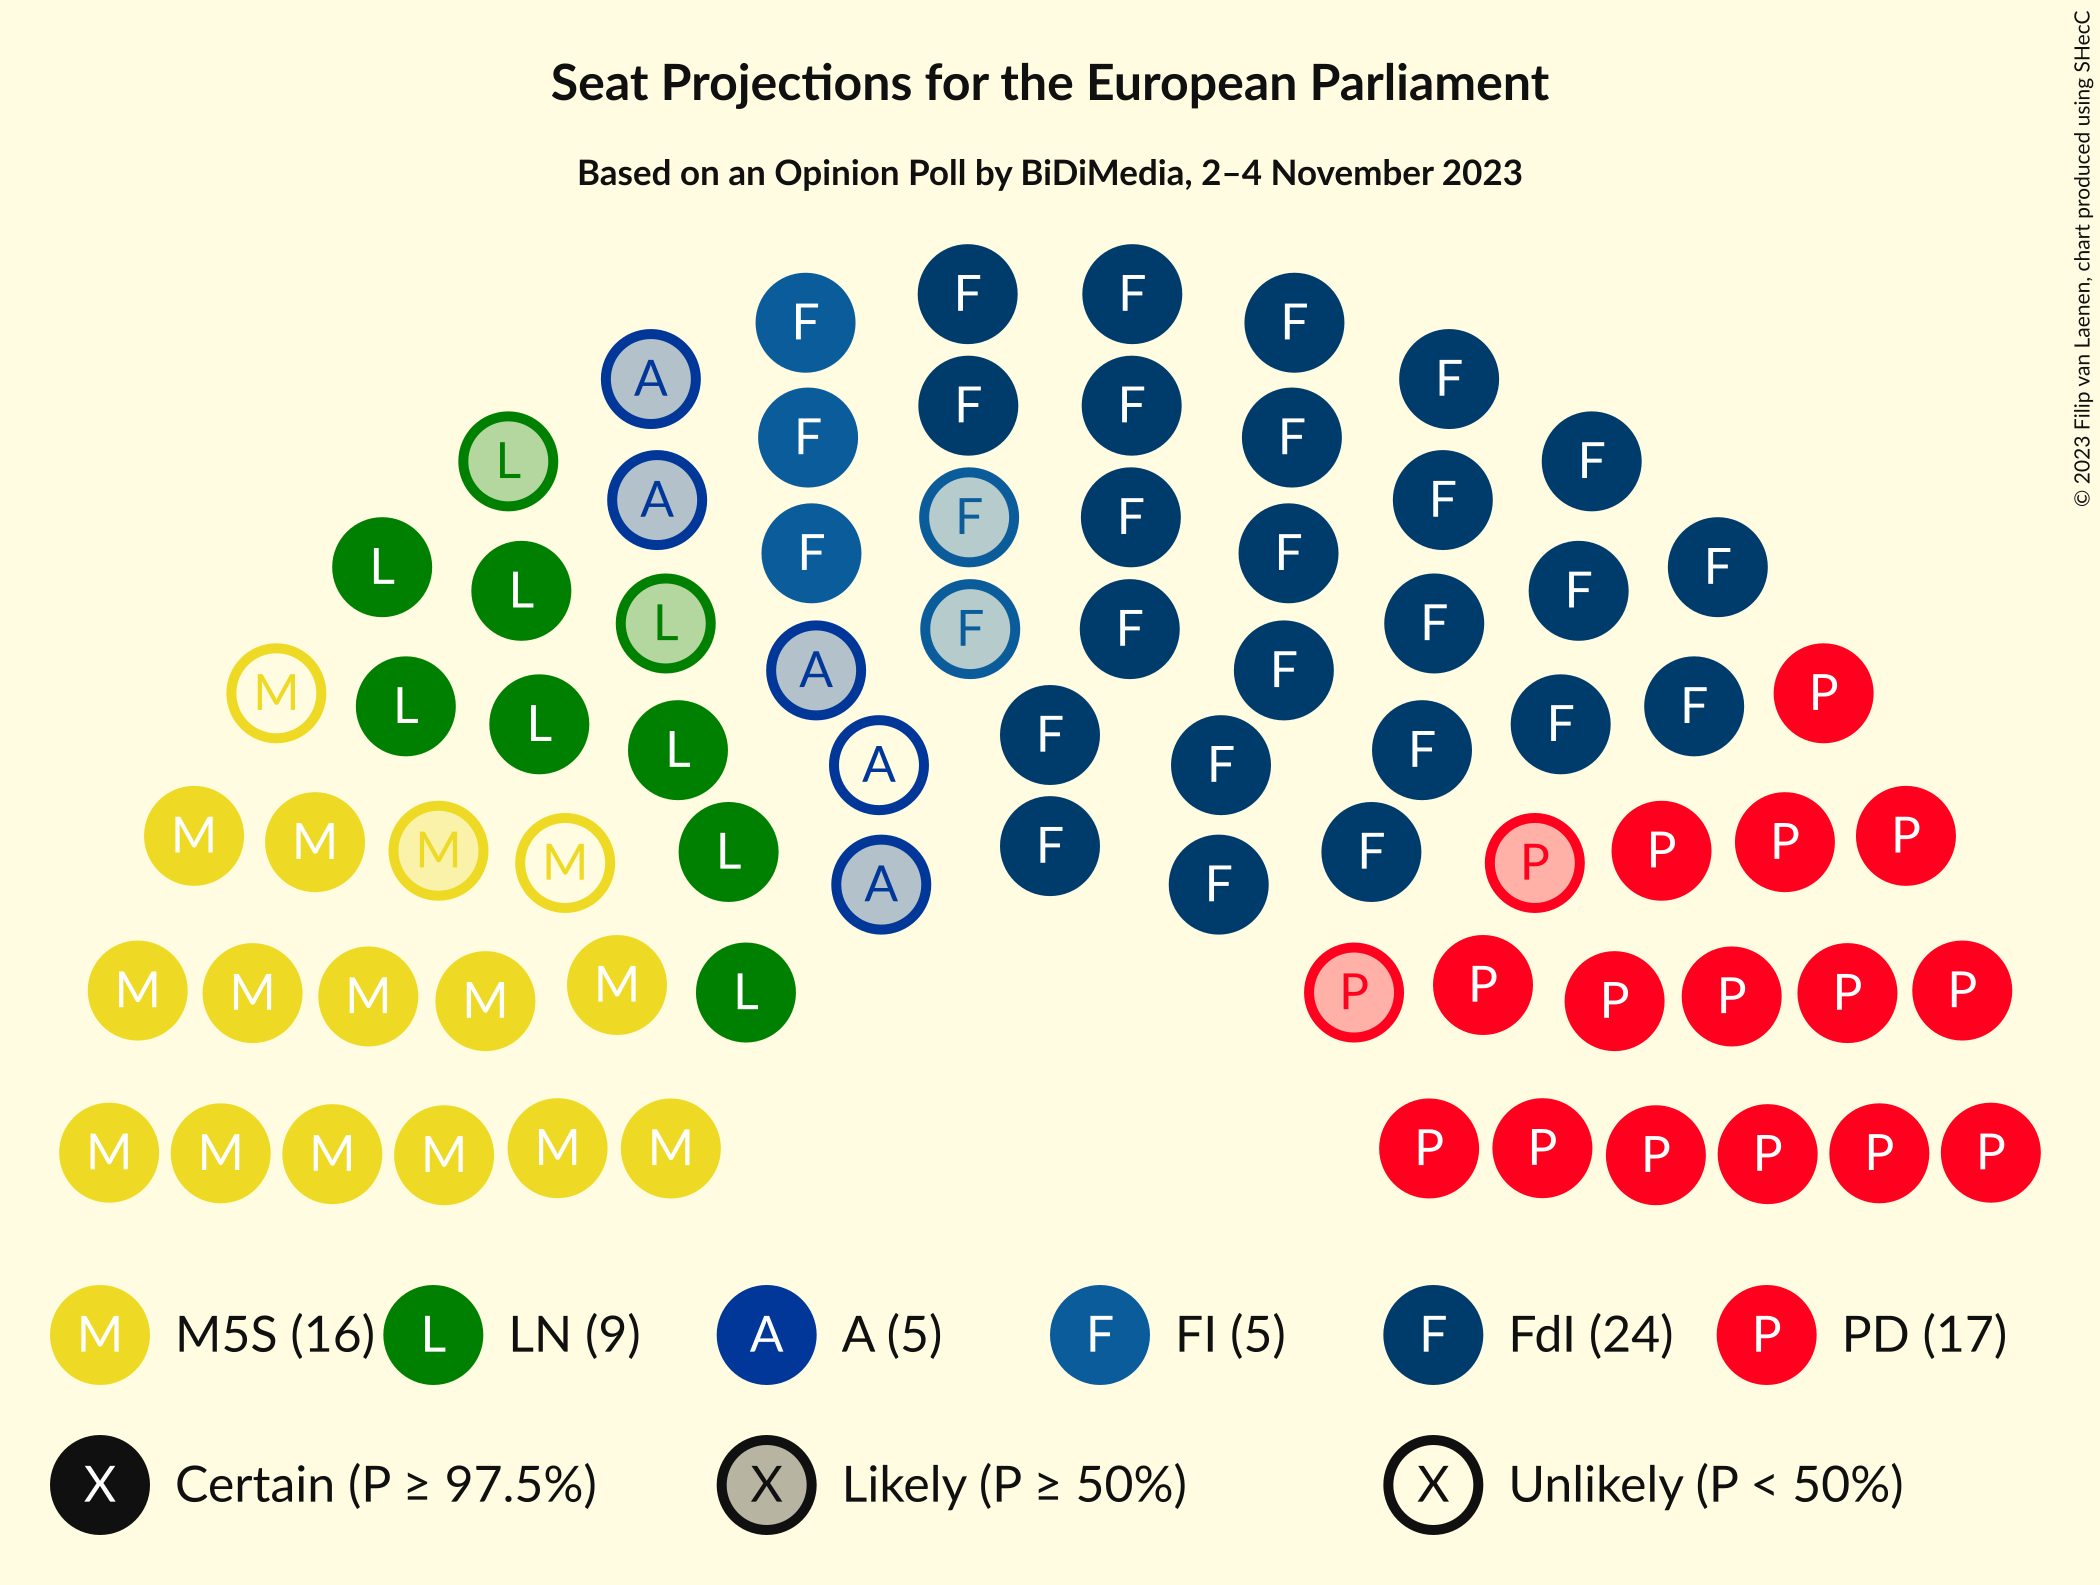 Seat Projections for the European Parliament
Based on an Opinion Poll by BiDiMedia, 2–4 November 2023
© 2023 Filip van Laenen, chart produced using SHecC
F F
F F
A F
F F
F F
A
L L
F F
A F
F F
F F
L F
L F
F F
L F
F F
A F
M P
L F
L F
F
L F
A F
M P
M P
F
M P
L F
M P
A F
M P
M P
M P
M P
M P
L P
M P
M P
M P
M P
M P
M P
M M5S (16) L LN (9) A A (5) F FI (5) F FdI (24) P PD (17)
X Certain (P ≥ 97.5%) X Likely (P ≥ 50%) X Unlikely (P < 50%)